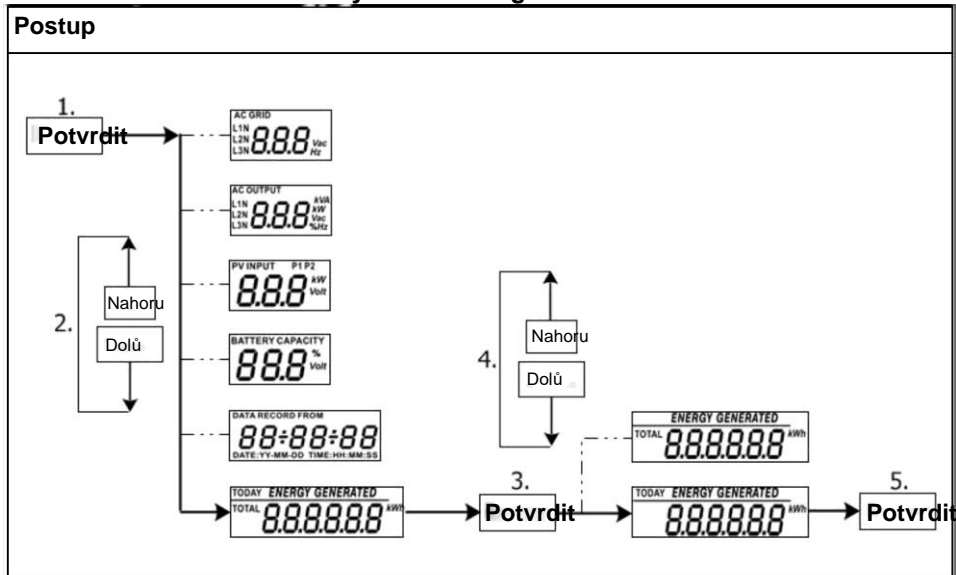 Postup
1.
Potvrdit
AC GRID
L1N
L2N
L3N
8.8.8
Vac
Hz
AC OUTPUT
L1N
L2N
L3N
8.8.8
kVA
kW
Vac
%Hz
PV INPUT P1 P2
8.8.8
kW
Volt
2.
Nahoru
Dolů
BATTERY CAPACITY
88.8
%
Volt
DATA RECORD FROM
88÷88÷88
DATE:YY-MM-DD TIME:HH:MM:SS
TODAY ENERGY GENERATED
TOTAL 8.8.8.8.8.8 kWh
3.
Potvrdit
4.
Nahoru
Dolů
ENERGY GENERATED
TOTAL 8.8.8.8.8.8 kWh
TODAY ENERGY GENERATED
8.8.8.8.8.8 kWh
5.
Potvrdit